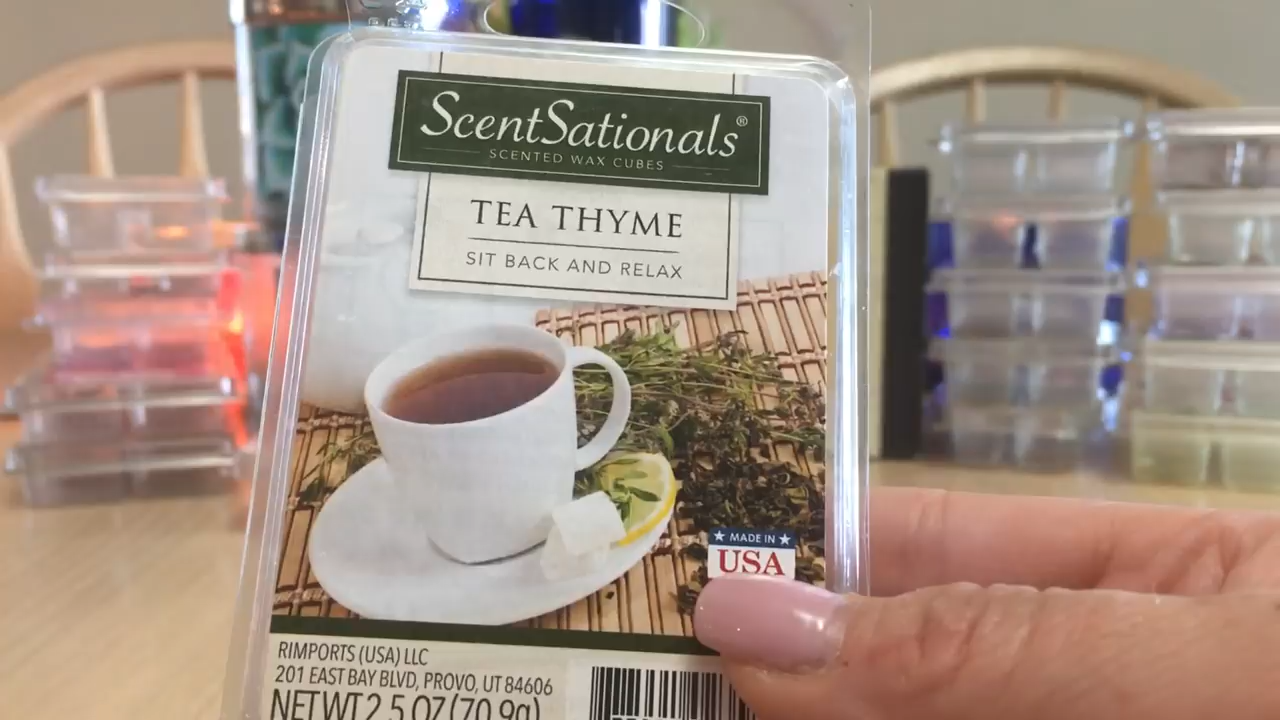 ScentSationals®
SCENTED WAX CUBES
TEA THYME
SIT BACK AND RELAX
MADE IN
USA
RIMPORTS (USA) LLC
201 EAST BAY BLVD, PROVO, UT 84606
NET WT 2.5 OZ (70.9g)